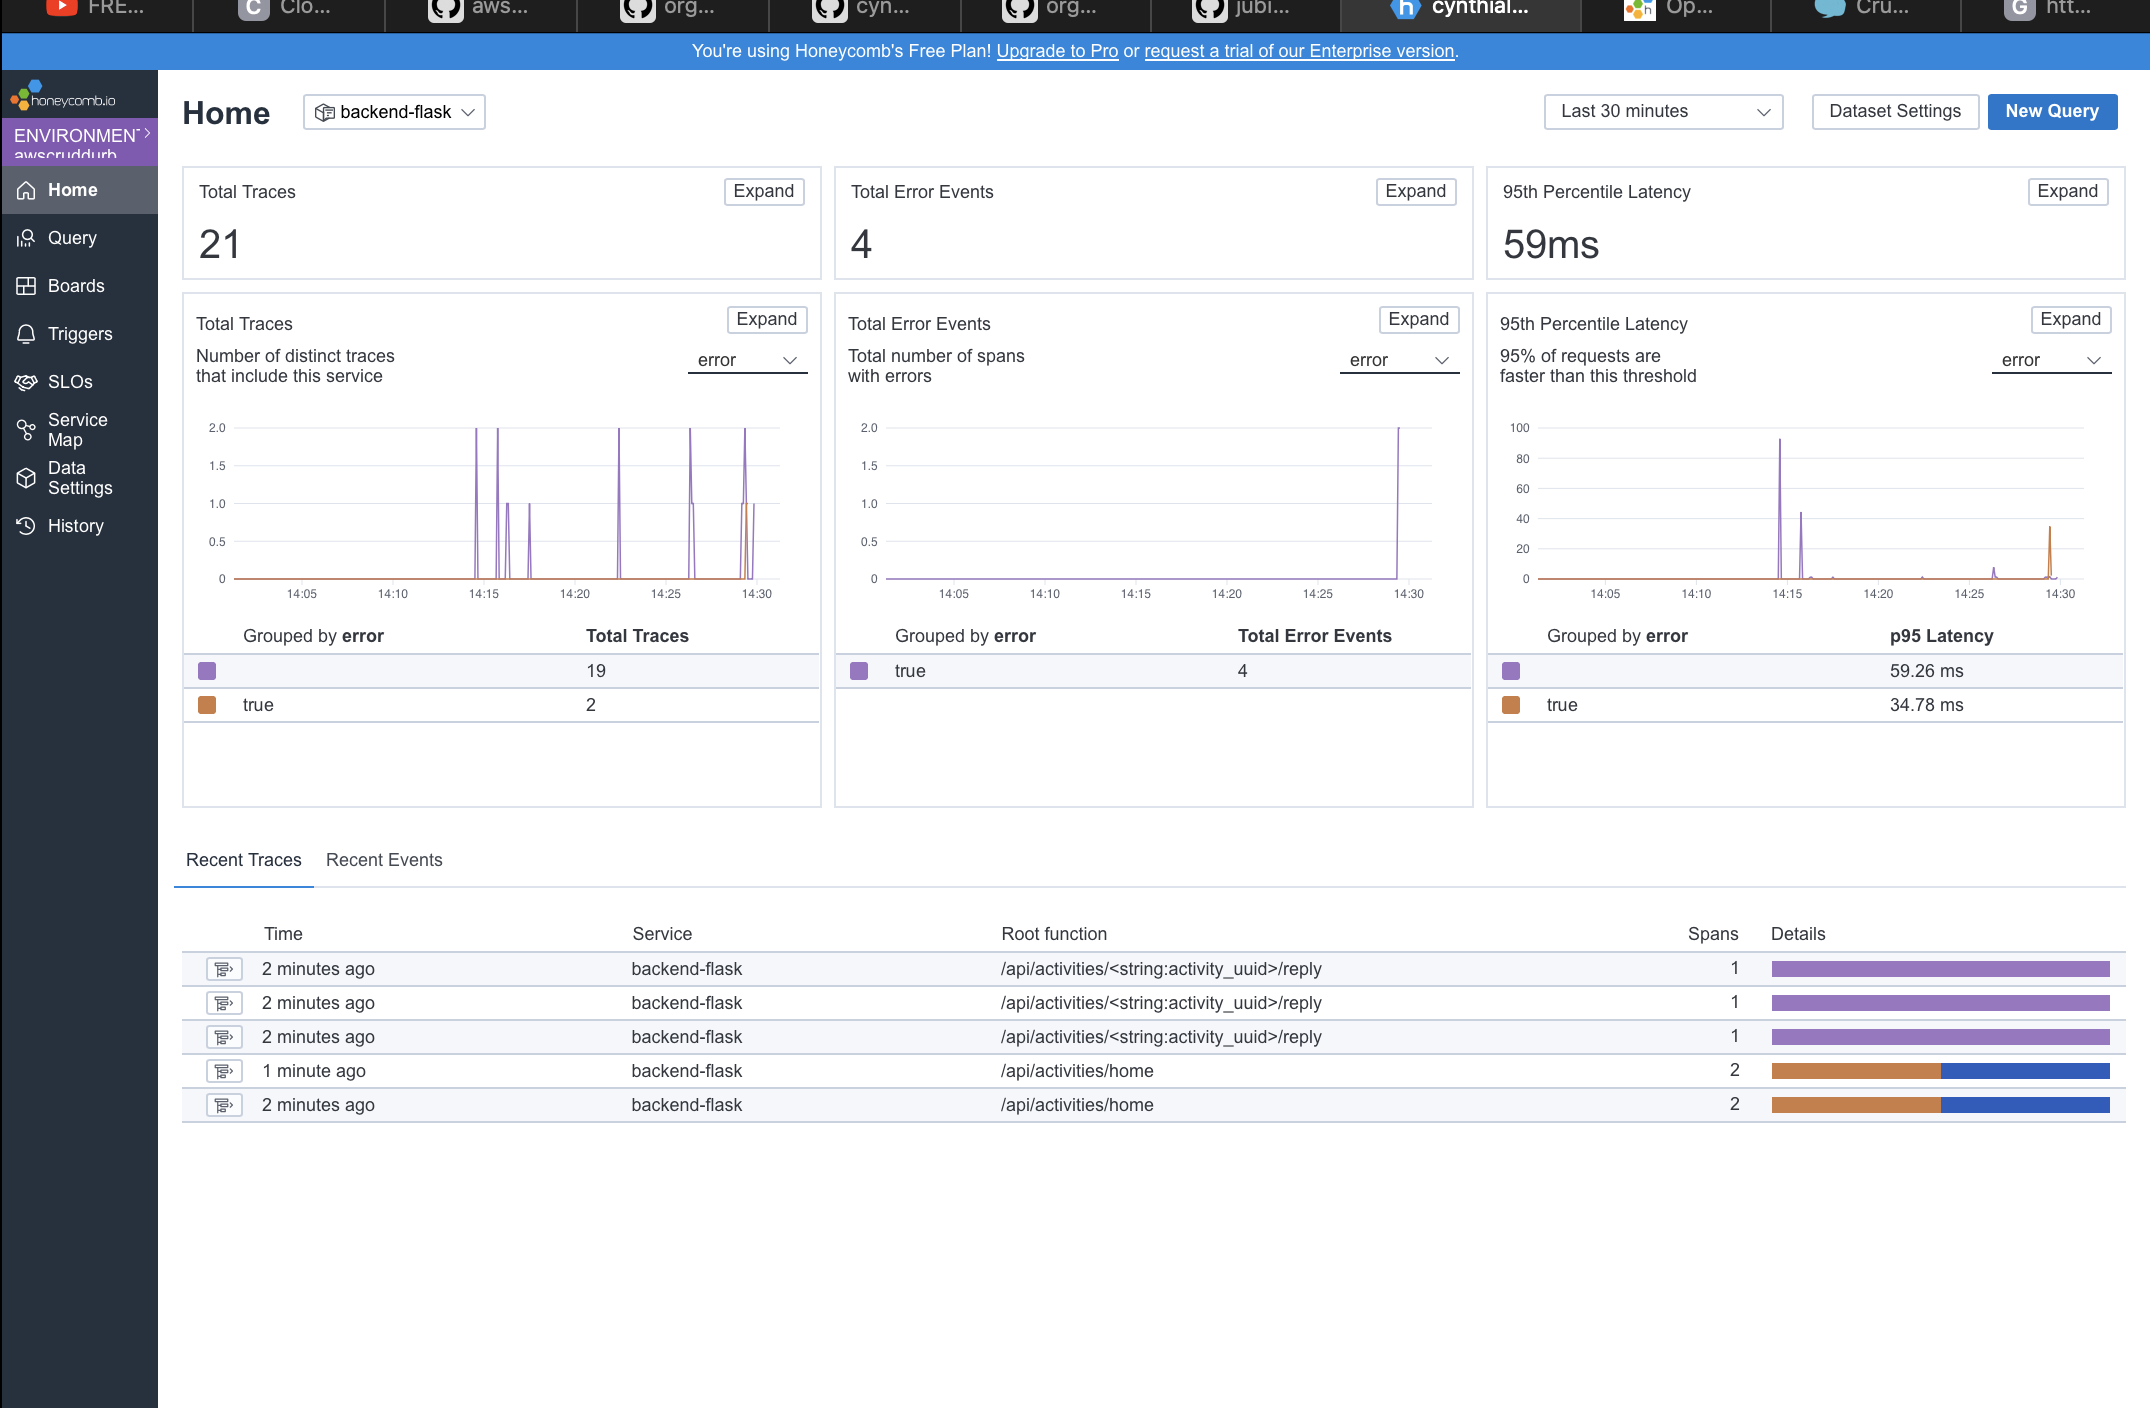 FRE...
C Clo...
aws...
org...
cyn...
org...
jubi...
h cynthial...
h Op...
Cru...
G htt...
You're using Honeycomb's Free Plan! Upgrade to Pro or request a trial of our Enterprise version.
honeycomb.io
ENVIRONMENT
awscruddurb
Home
Query
Boards
Triggers
SLOs
Service
Map
Data
Settings
History
Home
backend-flask
Last 30 minutes
Dataset Settings
New Query
Total Traces
Expand
21
Total Error Events
Expand
4
95th Percentile Latency
Expand
59ms
Total Traces
Expand
Number of distinct traces
that include this service
error
2.0
1.5
1.0
0.5
0
14:05 14:10 14:15 14:20 14:25 14:30
Grouped by error Total Traces
19
true 2
Total Error Events
Expand
Total number of spans
with errors
error
2.0
1.5
1.0
0.5
0
14:05 14:10 14:15 14:20 14:25 14:30
Grouped by error Total Error Events
true 4
95th Percentile Latency
Expand
95% of requests are
faster than this threshold
error
100
80
60
40
20
0
14:05 14:10 14:15 14:20 14:25 14:30
Grouped by error p95 Latency
59.26 ms
true 34.78 ms
Recent Traces Recent Events
Time Service Root function Spans Details
2 minutes ago backend-flask /api/activities/<string:activity_uuid>/reply 1
2 minutes ago backend-flask /api/activities/<string:activity_uuid>/reply 1
2 minutes ago backend-flask /api/activities/<string:activity_uuid>/reply 1
1 minute ago backend-flask /api/activities/home 2
2 minutes ago backend-flask /api/activities/home 2